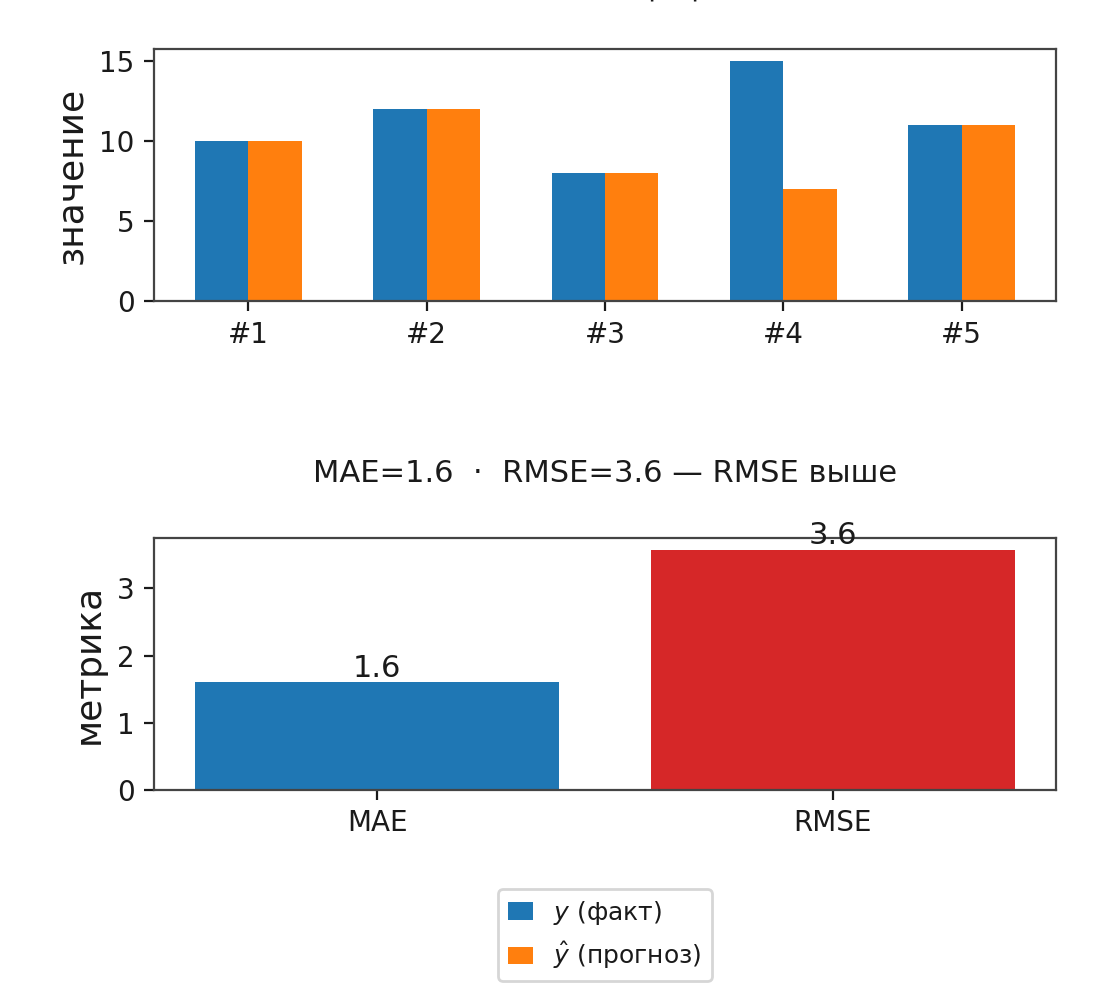 15
10
5
0
значение
#1 #2 #3 #4 #5
MAE=1.6 · RMSE=3.6 — RMSE выше
3.6
3
2
1
0
метрика
1.6
MAE RMSE
y (факт)
ŷ (прогноз)